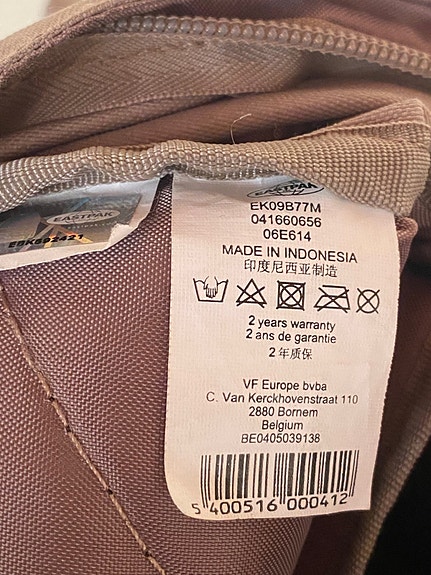 EASTPAK
EBK592421
EASTPAK
EK09B77M
041660656
06E614
MADE IN INDONESIA
印度尼西亚制造
2 years warranty
2 ans de garantie
2 年质保
VF Europe bvba
C. Van Kerckhovenstraat 110
2880 Bornem
Belgium
BE0405039138
5 400516 000412